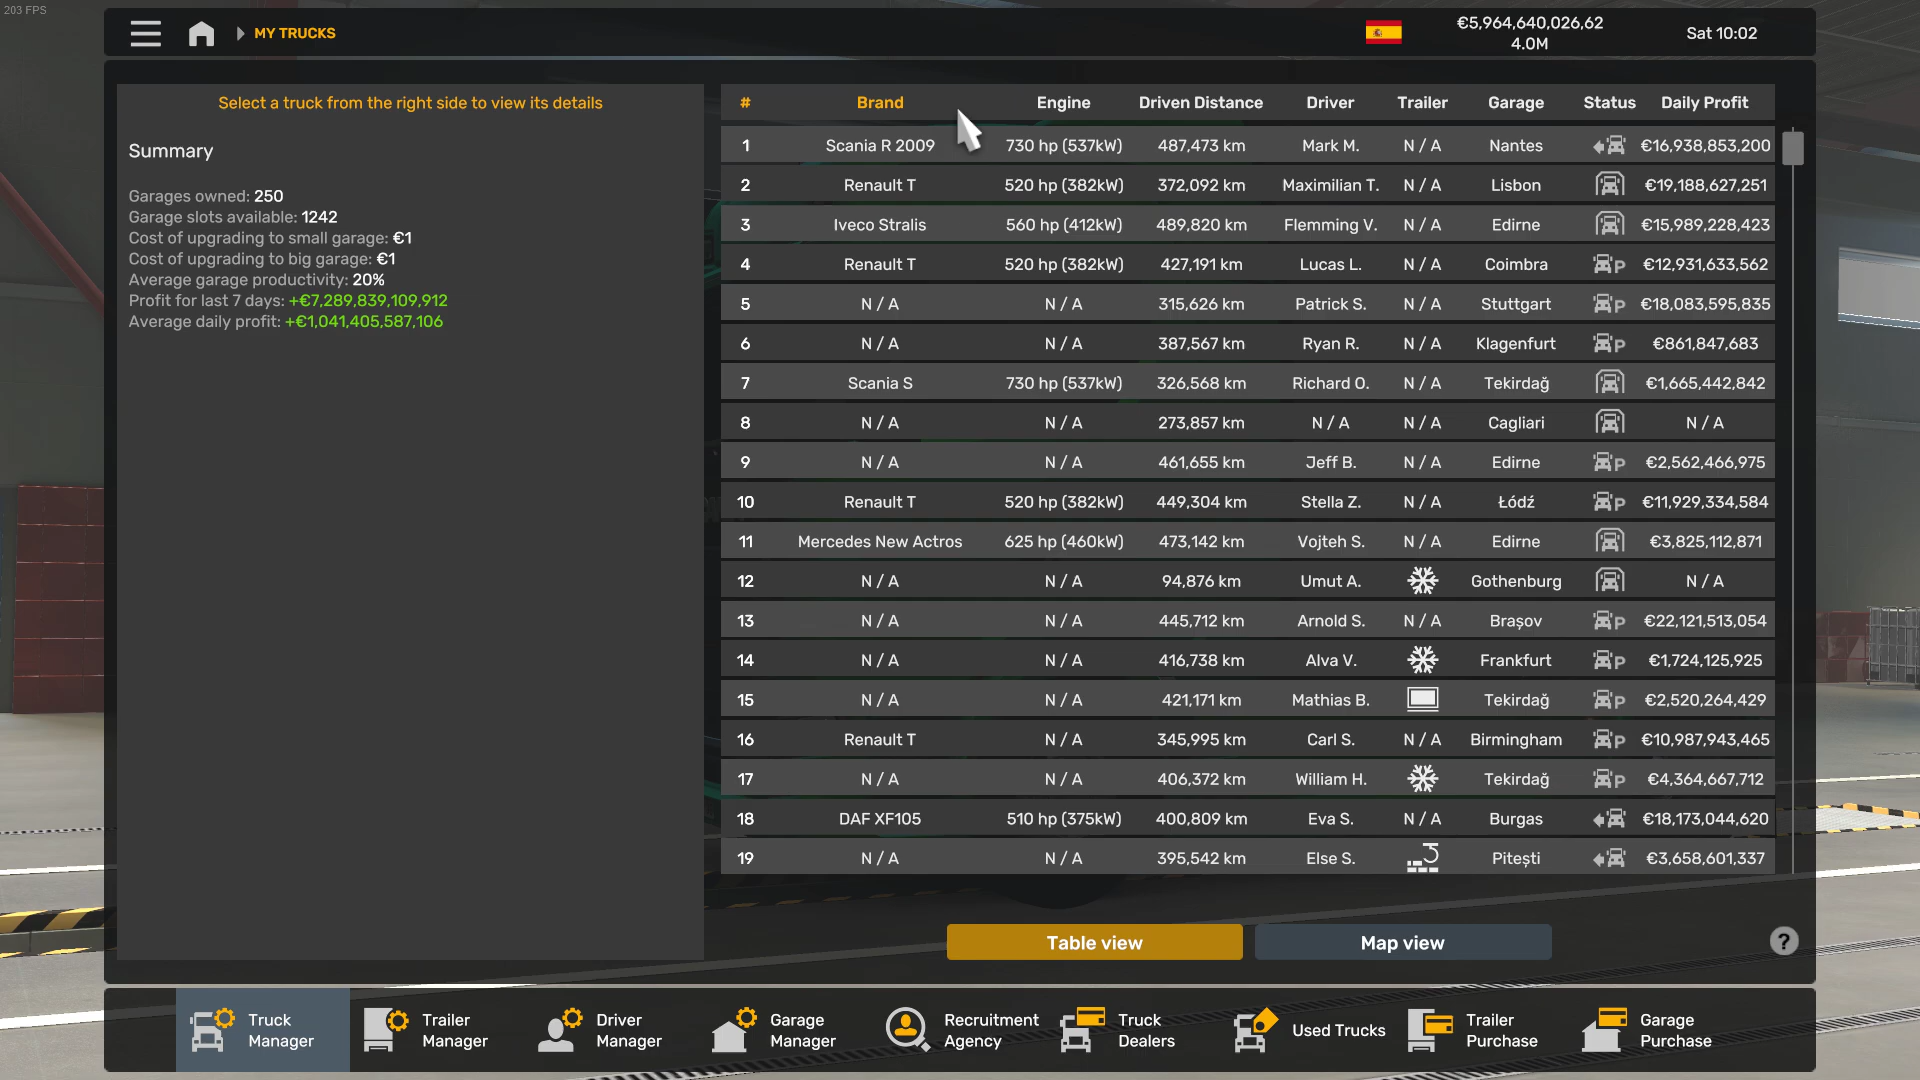 203 FPS
MY TRUCKS
€5,964,640,026,62
4.0M
Sat 10:02
Select a truck from the right side to view its details
Summary
Garages owned: 250
Garage slots available: 1242
Cost of upgrading to small garage: €1
Cost of upgrading to big garage: €1
Average garage productivity: 20%
Profit for last 7 days: +€7,289,839,109,912
Average daily profit: +€1,041,405,587,106
# Brand Engine Driven Distance Driver Trailer Garage Status Daily Profit
1 Scania R 2009 730 hp (537kW) 487,473 km Mark M. N / A Nantes €16,938,853,200
2 Renault T 520 hp (382kW) 372,092 km Maximilian T. N / A Lisbon €19,188,627,251
3 Iveco Stralis 560 hp (412kW) 489,820 km Flemming V. N / A Edirne €15,989,228,423
4 Renault T 520 hp (382kW) 427,191 km Lucas L. N / A Coimbra P €12,931,633,562
5 N / A N / A 315,626 km Patrick S. N / A Stuttgart P €18,083,595,835
6 N / A N / A 387,567 km Ryan R. N / A Klagenfurt P €861,847,683
7 Scania S 730 hp (537kW) 326,568 km Richard O. N / A Tekirdağ €1,665,442,842
8 N / A N / A 273,857 km N / A N / A Cagliari N / A
9 N / A N / A 461,655 km Jeff B. N / A Edirne P €2,562,466,975
10 Renault T 520 hp (382kW) 449,304 km Stella Z. N / A Łódź P €11,929,334,584
11 Mercedes New Actros 625 hp (460kW) 473,142 km Vojteh S. N / A Edirne €3,825,112,871
12 N / A N / A 94,876 km Umut A. Gothenburg N / A
13 N / A N / A 445,712 km Arnold S. N / A Brașov P €22,121,513,054
14 N / A N / A 416,738 km Alva V. Frankfurt P €1,724,125,925
15 N / A N / A 421,171 km Mathias B. Tekirdağ P €2,520,264,429
16 Renault T N / A 345,995 km Carl S. N / A Birmingham P €10,987,943,465
17 N / A N / A 406,372 km William H. Tekirdağ P €4,364,667,712
18 DAF XF105 510 hp (375kW) 400,809 km Eva S. N / A Burgas €18,173,044,620
19 N / A N / A 395,542 km Else S. Pitești €3,658,601,337
Table view
Map view
?
Truck Manager
Trailer Manager
Driver Manager
Garage Manager
Recruitment Agency
Truck Dealers
Used Trucks
Trailer Purchase
Garage Purchase